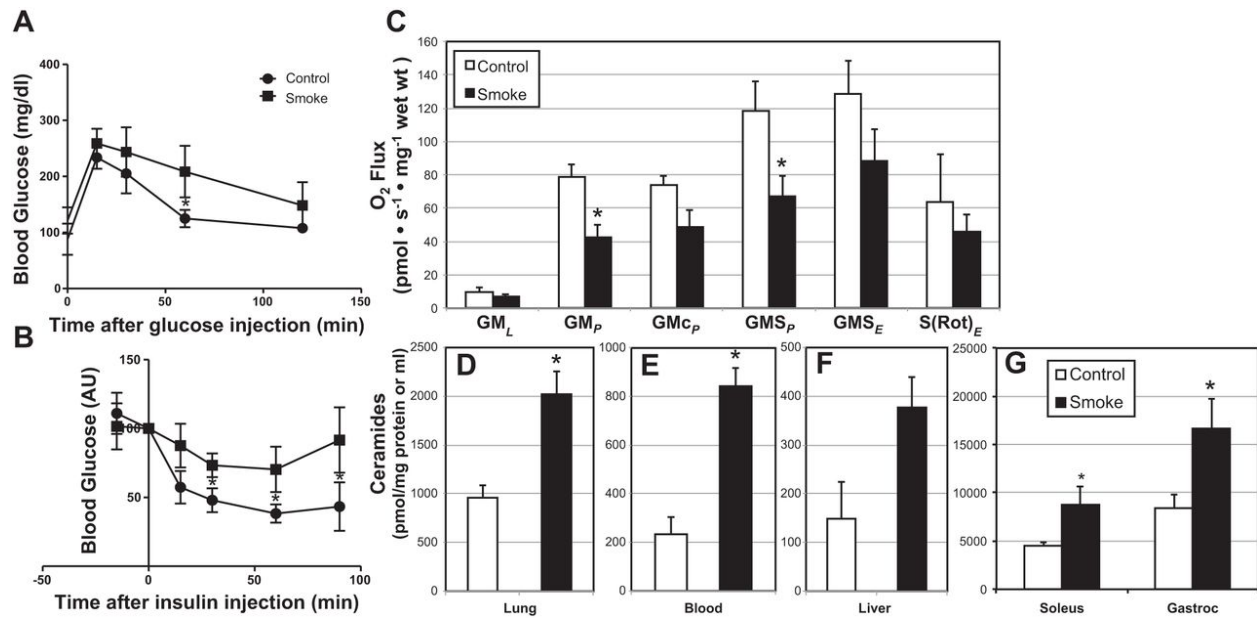 A
Blood Glucose (mg/dl)
400
300
200
100
0
Control
Smoke
*
0
50
100
150
Time after glucose injection (min)
B
Blood Glucose (AU)
150
100
50
*
*
*
-50
0
50
100
Time after insulin injection (min)
C
O2 Flux
(pmol • s-1 • mg-1 wet wt )
160
140
120
100
80
60
40
20
0
Control
Smoke
*
*
GML
GMP
GMcP
GMSP
GMSE
S(Rot)E
Ceramides
(pmol/mg protein or ml)
D
2500
2000
1500
1000
500
0
*
Lung
E
1000
800
600
400
200
0
*
Blood
F
500
400
300
200
100
0
Liver
G
25000
20000
15000
10000
5000
0
Control
Smoke
*
*
Soleus
Gastroc